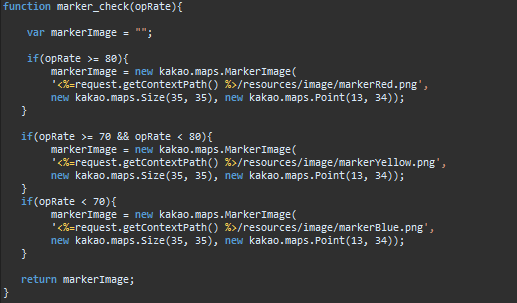 function marker_check(opRate){
var markerImage = "";
if(opRate >= 80){
markerImage = new kakao.maps.MarkerImage(
'<%=request.getContextPath() %>/resources/image/markerRed.png',
new kakao.maps.Size(35, 35), new kakao.maps.Point(13, 34));
}
if(opRate >= 70 && opRate < 80){
markerImage = new kakao.maps.MarkerImage(
'<%=request.getContextPath() %>/resources/image/markerYellow.png',
new kakao.maps.Size(35, 35), new kakao.maps.Point(13, 34));
}
if(opRate < 70){
markerImage = new kakao.maps.MarkerImage(
'<%=request.getContextPath() %>/resources/image/markerBlue.png',
new kakao.maps.Size(35, 35), new kakao.maps.Point(13, 34));
}
return markerImage;
}